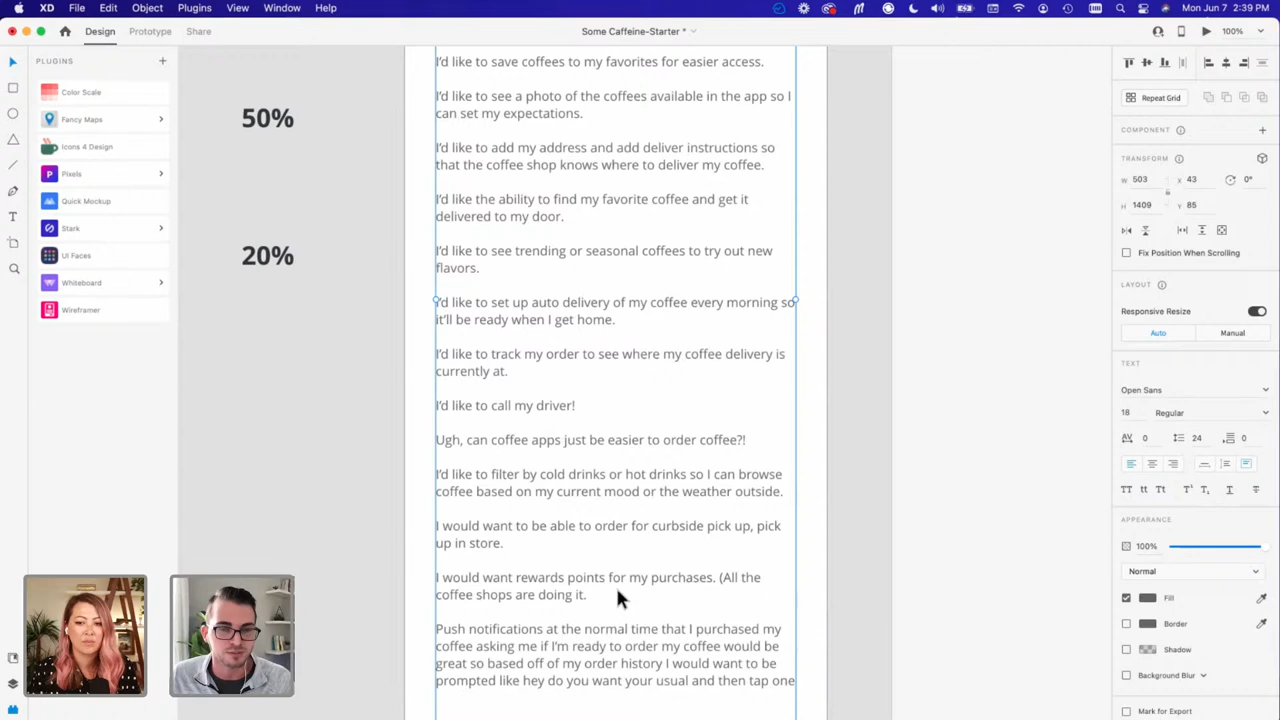 XD File Edit Object Plugins View Window Help
Mon Jun 7 2:39 PM
Design Prototype Share
Some Caffeine-Starter *
100%
PLUGINS
Color Scale
Fancy Maps
Icons 4 Design
Pixels
Quick Mockup
Stark
UI Faces
Whiteboard
Wireframer
50%
20%
I'd like to save coffees to my favorites for easier access.
I'd like to see a photo of the coffees available in the app so I
can set my expectations.
I'd like to add my address and add deliver instructions so
that the coffee shop knows where to deliver my coffee.
I'd like the ability to find my favorite coffee and get it
delivered to my door.
I'd like to see trending or seasonal coffees to try out new
flavors.
I'd like to set up auto delivery of my coffee every morning so
it'll be ready when I get home.
I'd like to track my order to see where my coffee delivery is
currently at.
I'd like to call my driver!
Ugh, can coffee apps just be easier to order coffee?!
I'd like to filter by cold drinks or hot drinks so I can browse
coffee based on my current mood or the weather outside.
I would want to be able to order for curbside pick up, pick
up in store.
I would want rewards points for my purchases. (All the
coffee shops are doing it.
Push notifications at the normal time that I purchased my
coffee asking me if I'm ready to order my coffee would be
great so based off of my order history I would want to be
prompted like hey do you want your usual and then tap one
Repeat Grid
COMPONENT
TRANSFORM
W 503 X 43 0°
H 1409 Y 85
Fix Position When Scrolling
LAYOUT
Responsive Resize
Auto Manual
TEXT
Open Sans
18 Regular
AV 0 24 0
TT tt Tt T¹ T₁ T T
APPEARANCE
100%
Normal
Fill
Border
Shadow
Background Blur
Mark for Export